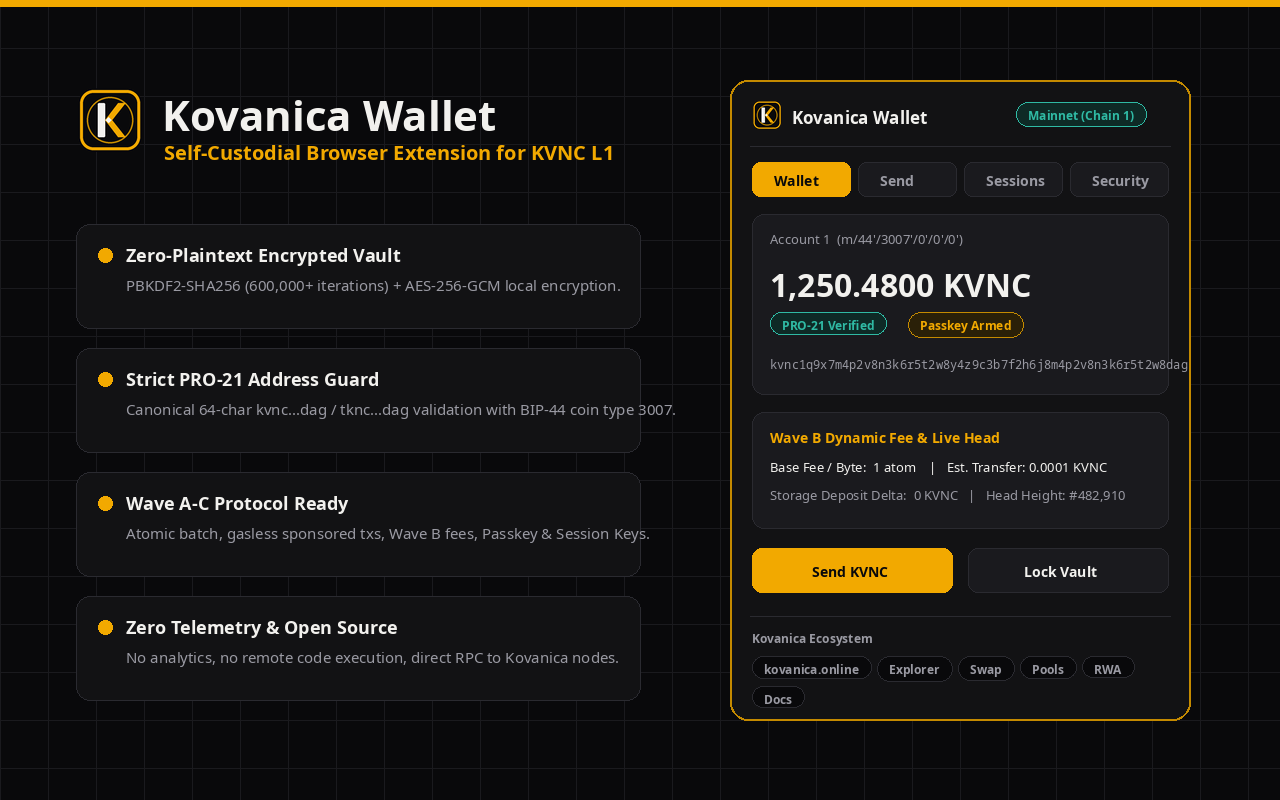 Kovanica Wallet
Self-Custodial Browser Extension for KVNC L1
Zero-Plaintext Encrypted Vault
PBKDF2-SHA256 (600,000+ iterations) + AES-256-GCM local encryption.
Strict PRO-21 Address Guard
Canonical 64-char kvnc...dag / tknc...dag validation with BIP-44 coin type 3007.
Wave A-C Protocol Ready
Atomic batch, gasless sponsored txs, Wave B fees, Passkey & Session Keys.
Zero Telemetry & Open Source
No analytics, no remote code execution, direct RPC to Kovanica nodes.
Kovanica Wallet
Mainnet (Chain 1)
Wallet Send Sessions Security
Account 1 (m/44'/3007'/0'/0'/0')
1,250.4800 KVNC
PRO-21 Verified Passkey Armed
kvnc1q9x7m4p2v8n3k6r5t2w8y4z9c3b7f2h6j8m4p2v8n3k6r5t2w8dag
Wave B Dynamic Fee & Live Head
Base Fee / Byte: 1 atom | Est. Transfer: 0.0001 KVNC
Storage Deposit Delta: 0 KVNC | Head Height: #482,910
Send KVNC Lock Vault
Kovanica Ecosystem
kovanica.online Explorer Swap Pools RWA
Docs